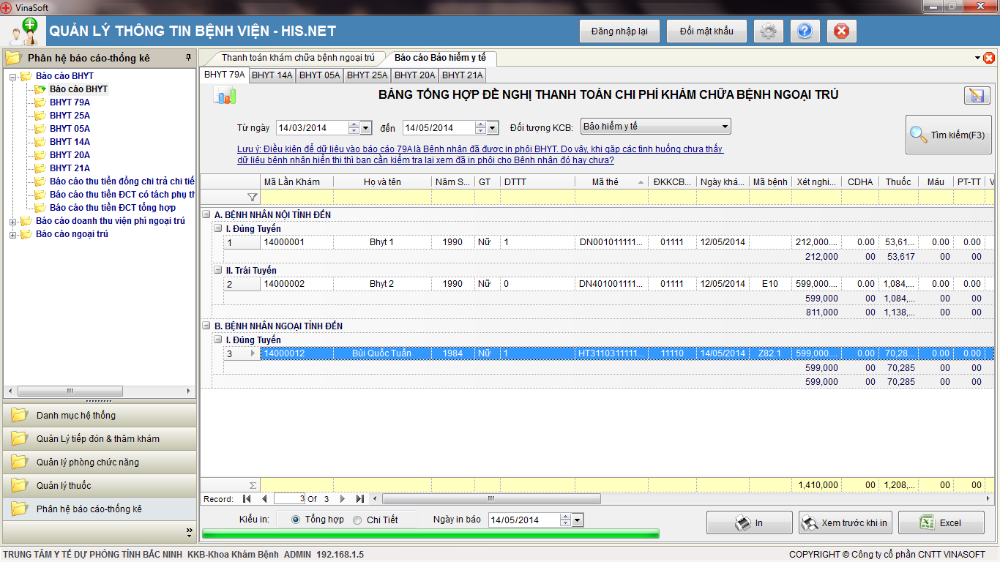 VinaSoft
QUẢN LÝ THÔNG TIN BỆNH VIỆN - HIS.NET
Đăng nhập lại
Đổi mật khẩu
Phân hệ báo cáo-thống kê
Báo cáo BHYT
Báo cáo BHYT
BHYT 79A
BHYT 25A
BHYT 05A
BHYT 14A
BHYT 20A
BHYT 21A
Báo cáo thu tiền đồng chi trả chi tiế
Báo cáo thu tiền ĐCT có tách phụ th
Báo cáo thu tiền ĐCT tổng hợp
Báo cáo doanh thu viện phí ngoại trú
Báo cáo ngoại trú
Danh mục hệ thống
Quản Lý tiếp đón & thăm khám
Quản lý phòng chức năng
Quản lý thuốc
Phân hệ báo cáo-thống kê
Thanh toán khám chữa bệnh ngoại trú
Báo cáo Bảo hiểm y tế
BHYT 79A BHYT 14A BHYT 05A BHYT 25A BHYT 20A BHYT 21A
BẢNG TỔNG HỢP ĐỀ NGHỊ THANH TOÁN CHI PHÍ KHÁM CHỮA BỆNH NGOẠI TRÚ
Từ ngày 14/03/2014 đến 14/05/2014 Đối tượng KCB: Bảo hiểm y tế
Tìm kiếm(F3)
Lưu ý: Điều kiện để dữ liệu vào báo cáo 79A là Bệnh nhân đã được in phôi BHYT. Do vậy, khi gặp các tình huống chưa thấy
dữ liệu bệnh nhân hiển thị thì bạn cần kiểm tra lại xem đã in phôi cho Bệnh nhân đó hay chưa?
Mã Lần Khám Họ và tên Năm S... GT DTTT Mã thẻ ĐKKCB... Ngày khá... Mã bệnh Xét nghi... CDHA Thuốc Máu PT-TT V
A. BỆNH NHÂN NỘI TỈNH ĐẾN
I. Đúng Tuyến
1 14000001 Bhyt 1 1990 Nữ 1 DN001011111... 01111 12/05/2014 212,000.... 0.00 53,61... 0.00 0.00
212,000 00 53,617 00 00
II. Trái Tuyến
2 14000002 Bhyt 2 1990 Nữ 0 DN401001111... 01111 12/05/2014 E10 599,000.... 0.00 1,084,... 0.00 0.00
599,000 00 1,084,... 00 00
811,000 00 1,138,... 00 00
B. BỆNH NHÂN NGOẠI TỈNH ĐẾN
I. Đúng Tuyến
3 14000012 Bùi Quốc Tuấn 1984 Nữ 1 HT3110311111... 11110 14/05/2014 Z82.1 599,000.... 0.00 70,28... 0.00 0.00
599,000 00 70,285 00 00
599,000 00 70,285 00 00
Σ 1,410,000 00 1,208,... 00 00
Record: 3 Of 3
Kiểu in: Tổng hợp Chi Tiết Ngày in báo 14/05/2014
In
Xem trước khi in
Excel
TRUNG TÂM Y TẾ DỰ PHÒNG TỈNH BẮC NINH KKB-Khoa Khám Bệnh ADMIN 192.168.1.5
COPYRIGHT © Công ty cổ phần CNTT VINASOFT